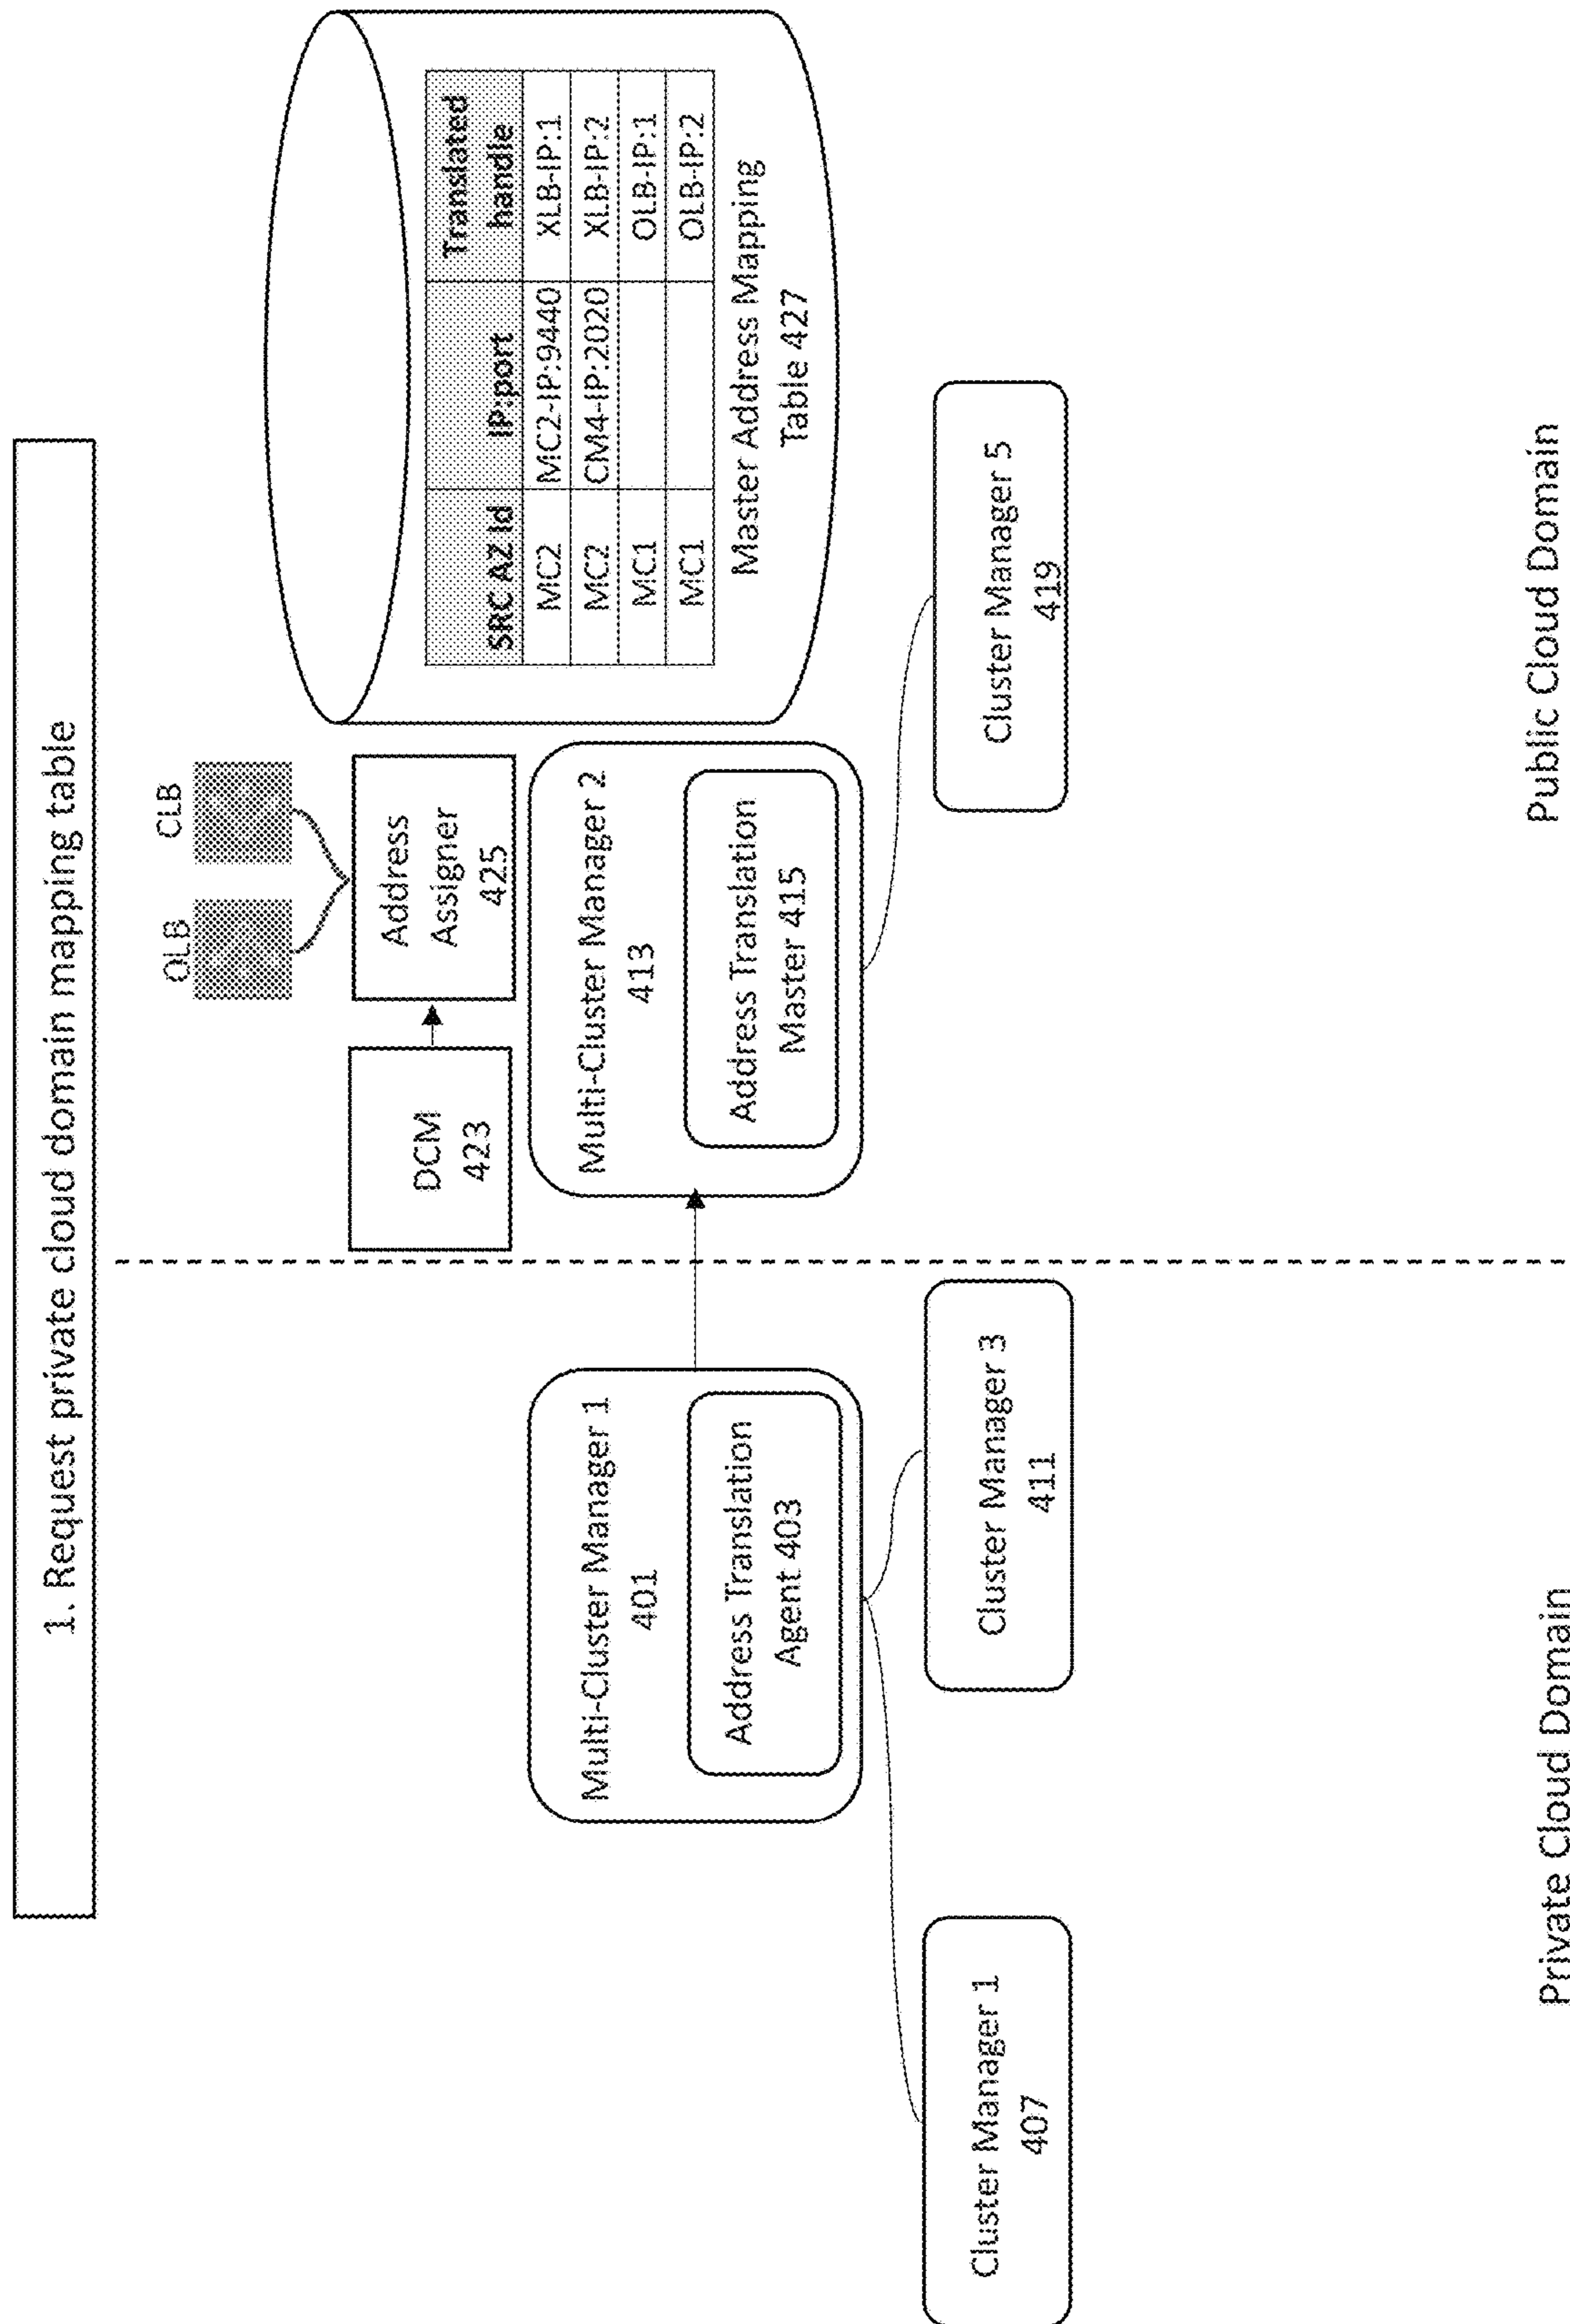 1. Request private cloud domain mapping table
OLB
CLB
DCM
423
Address
Assigner
425
SRC AZ Id
IP:port
Translated
handle
MC2
MC2-IP:9440
XLB-IP:1
MC2
CM4-IP:2020
XLB-IP:2
MC1
OLB-IP:1
MC1
OLB-IP:2
Master Address Mapping
Table 427
Multi-Cluster Manager 1
401
Address Translation
Agent 403
Multi-Cluster Manager 2
413
Address Translation
Master 415
Cluster Manager 1
407
Cluster Manager 3
411
Cluster Manager 5
419
Private Cloud Domain
Public Cloud Domain